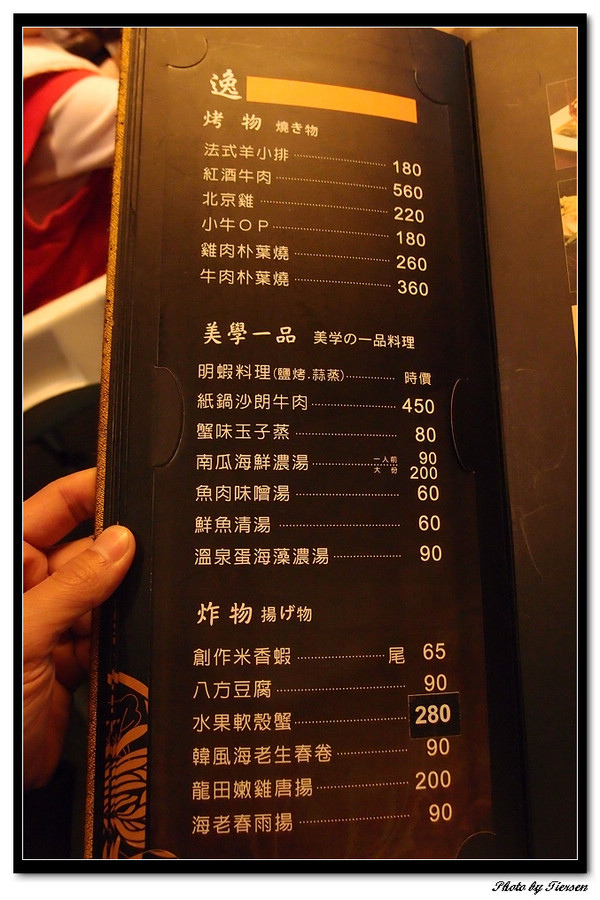 逸
烤物 燒き物
法式羊小排 180
紅酒牛肉 560
北京雞 220
小牛OP 180
雞肉朴葉燒 260
牛肉朴葉燒 360
美學一品 美学の一品料理
明蝦料理(鹽烤.蒜蒸) 時價
紙鍋沙朗牛肉 450
蟹味玉子蒸 80
南瓜海鮮濃湯 一人前 90
大份 200
魚肉味噌湯 60
鮮魚清湯 60
溫泉蛋海藻濃湯 90
炸物 揚げ物
創作米香蝦 尾 65
八方豆腐 90
水果軟殼蟹 280
韓風海老生春卷 90
龍田嫩雞唐揚 200
海老春雨揚 90
Photo by Tiersen